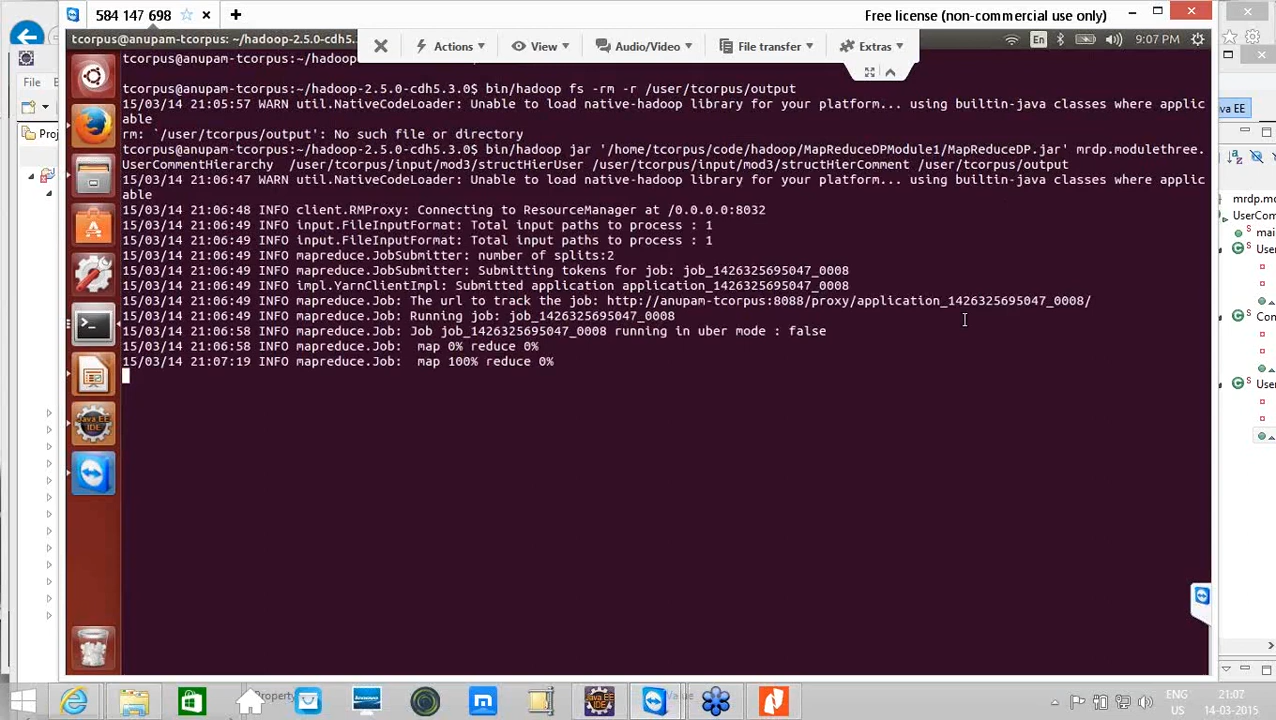 584 147 698
Free license (non-commercial use only)
tcorpus@anupam-tcorpus: ~/hadoop-2.5.0-cdh5.
Actions
View
Audio/Video
File transfer
Extras
En
9:07 PM
tcorpus@anupam-tcorpus:~/hadoop
tcorpus@anupam-tcorpus:~/hadoop-2.5.0-cdh5.3.0$ bin/hadoop fs -rm -r /user/tcorpus/output
15/03/14 21:05:57 WARN util.NativeCodeLoader: Unable to load native-hadoop library for your platform... using builtin-java classes where applic
able
rm: `/user/tcorpus/output': No such file or directory
tcorpus@anupam-tcorpus:~/hadoop-2.5.0-cdh5.3.0$ bin/hadoop jar '/home/tcorpus/code/hadoop/MapReduceDPModule1/MapReduceDP.jar' mrdp.modulethree.
UserCommentHierarchy  /user/tcorpus/input/mod3/structHierUser /user/tcorpus/input/mod3/structHierComment /user/tcorpus/output
15/03/14 21:06:47 WARN util.NativeCodeLoader: Unable to load native-hadoop library for your platform... using builtin-java classes where applic
able
15/03/14 21:06:48 INFO client.RMProxy: Connecting to ResourceManager at /0.0.0.0:8032
15/03/14 21:06:49 INFO input.FileInputFormat: Total input paths to process : 1
15/03/14 21:06:49 INFO input.FileInputFormat: Total input paths to process : 1
15/03/14 21:06:49 INFO mapreduce.JobSubmitter: number of splits:2
15/03/14 21:06:49 INFO mapreduce.JobSubmitter: Submitting tokens for job: job_1426325695047_0008
15/03/14 21:06:49 INFO impl.YarnClientImpl: Submitted application application_1426325695047_0008
15/03/14 21:06:49 INFO mapreduce.Job: The url to track the job: http://anupam-tcorpus:8088/proxy/application_1426325695047_0008/
15/03/14 21:06:49 INFO mapreduce.Job: Running job: job_1426325695047_0008
15/03/14 21:06:58 INFO mapreduce.Job: Job job_1426325695047_0008 running in uber mode : false
15/03/14 21:06:58 INFO mapreduce.Job:  map 0% reduce 0%
15/03/14 21:07:19 INFO mapreduce.Job:  map 100% reduce 0%
File
Proj
Java EE
IDE
va EE
mrdp.mo
UserCom
mai
User
Con
Use
Property
Value
ENG
US
21:07
14-03-2015